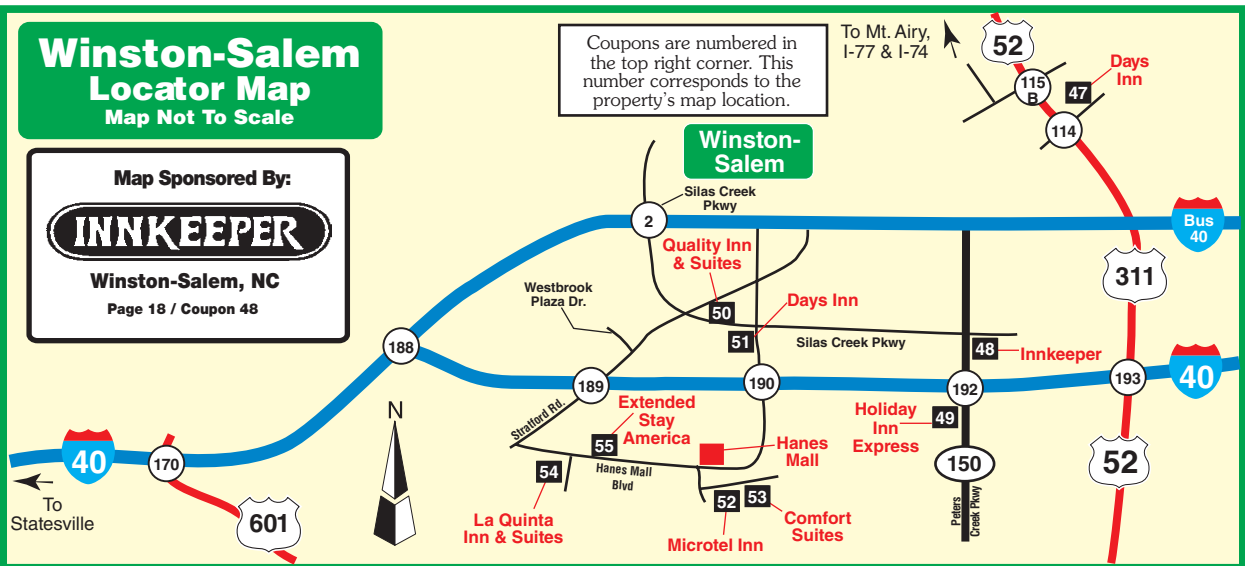 Winston-Salem
Locator Map
Map Not To Scale
Map Sponsored By:
INNKEEPER
Winston-Salem, NC
Page 18 / Coupon 48
Coupons are numbered in
the top right corner. This
number corresponds to the
property's map location.
To Mt. Airy,
I-77 & I-74
52
115
B
47
Days
Inn
114
Winston-
Salem
Silas Creek
Pkwy
2
Bus
40
311
Quality Inn
& Suites
50
Westbrook
Plaza Dr.
Days Inn
51
Silas Creek Pkwy
48
Innkeeper
188
189
190
192
193
40
Stratford Rd.
Extended
Stay
America
55
Holiday
Inn
Express
49
Hanes
Mall
Hanes Mall
Blvd
150
Peters
Creek Pkwy
52
N
40
170
To
Statesville
601
54
La Quinta
Inn & Suites
52
53
Microtel Inn
Comfort
Suites